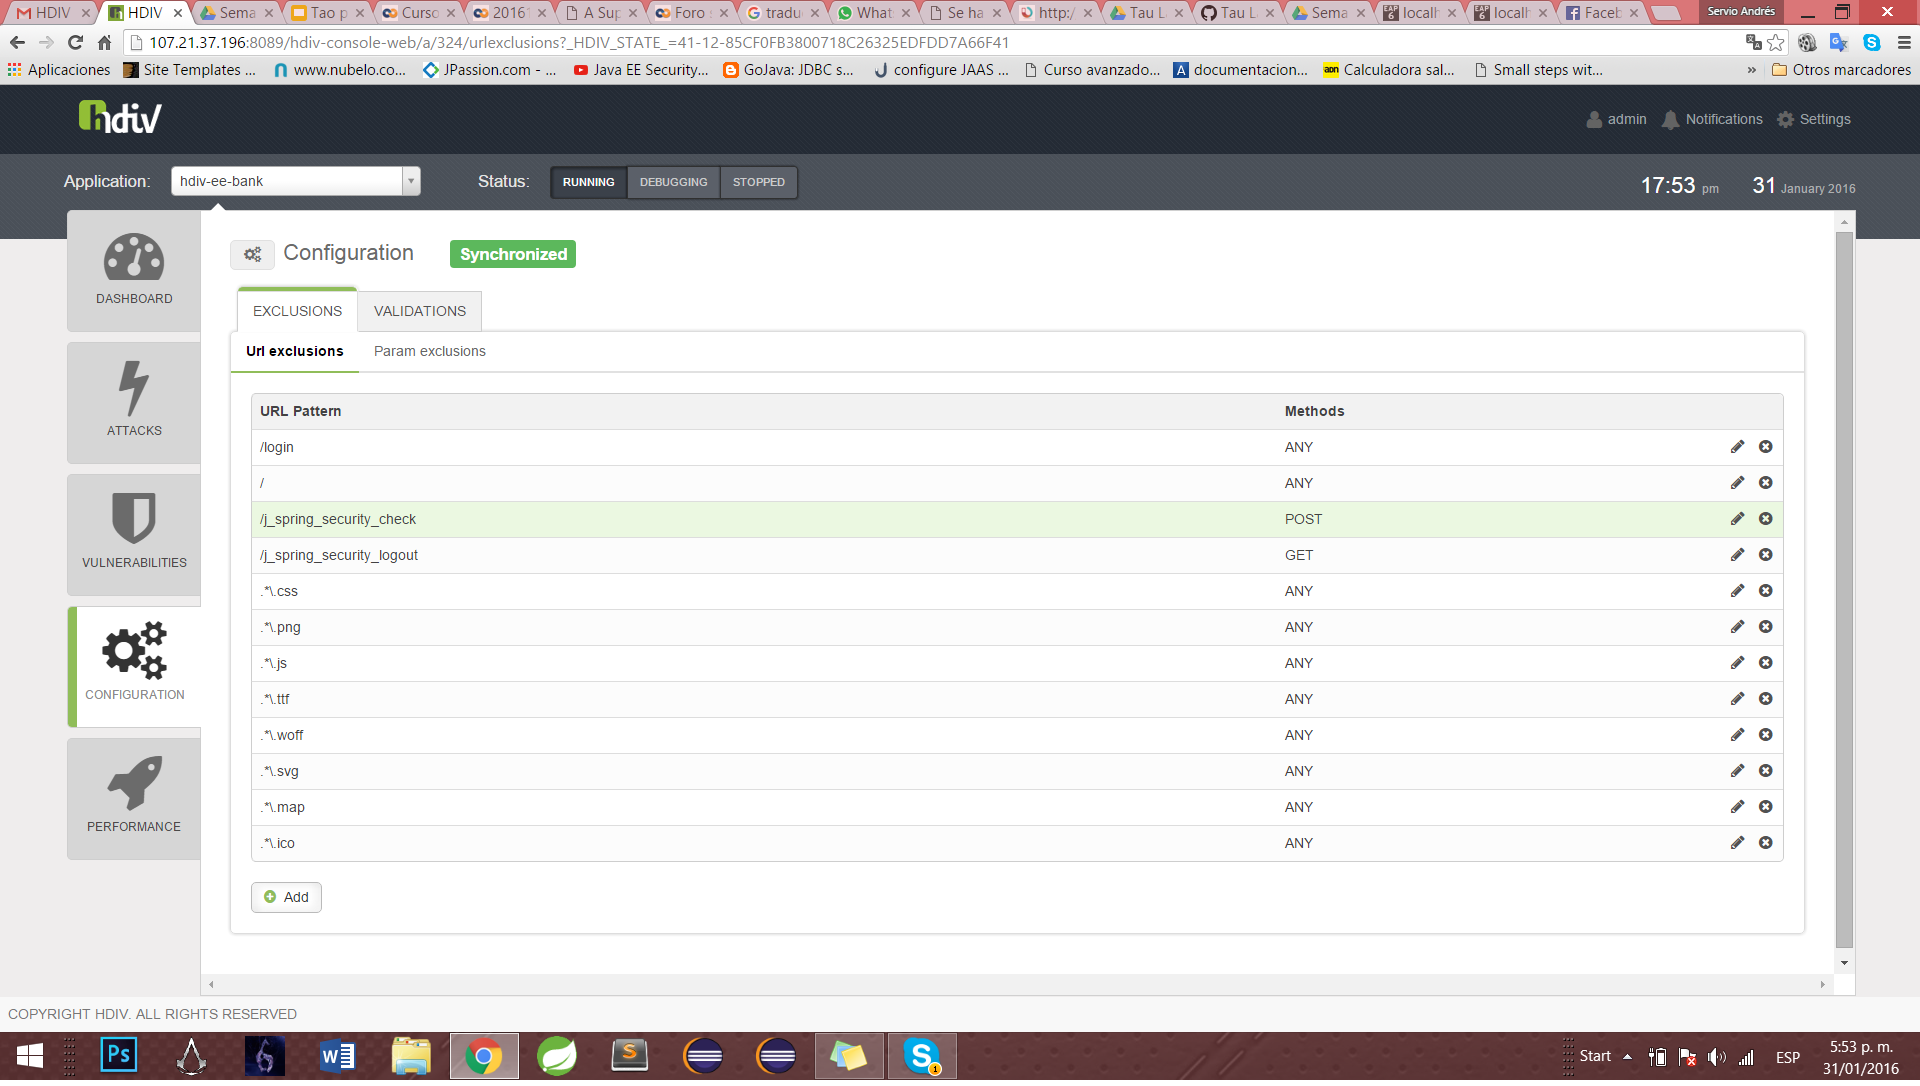 HDIV
HDIV
Sema
Tao p
Curso
20161
A Sup
Foro
G tradu
What
Se ha
http:/
Tau L
Tau L
Sema
localh
localh
Faceb
Servio Andrés
107.21.37.196:8089/hdiv-console-web/a/324/urlexclusions?_HDIV_STATE_=41-12-85CF0FB3800718C26325EDFDD7A66F41
Aplicaciones
Site Templates ...
www.nubelo.co...
JPassion.com - ...
Java EE Security...
GoJava: JDBC s...
configure JAAS ...
Curso avanzado...
documentacion...
Calculadora sal...
Small steps wit...
»
Otros marcadores
hdiv
admin
Notifications
Settings
Application:
hdiv-ee-bank
Status:
RUNNING
DEBUGGING
STOPPED
17:53 pm
31 January 2016
DASHBOARD
ATTACKS
VULNERABILITIES
CONFIGURATION
PERFORMANCE
Configuration
Synchronized
EXCLUSIONS
VALIDATIONS
Url exclusions
Param exclusions
URL Pattern Methods
/login ANY
/ ANY
/j_spring_security_check POST
/j_spring_security_logout GET
.*\.css ANY
.*\.png ANY
.*\.js ANY
.*\.ttf ANY
.*\.woff ANY
.*\.svg ANY
.*\.map ANY
.*\.ico ANY
Add
COPYRIGHT HDIV. ALL RIGHTS RESERVED
Ps
Start
ESP
5:53 p. m.
31/01/2016